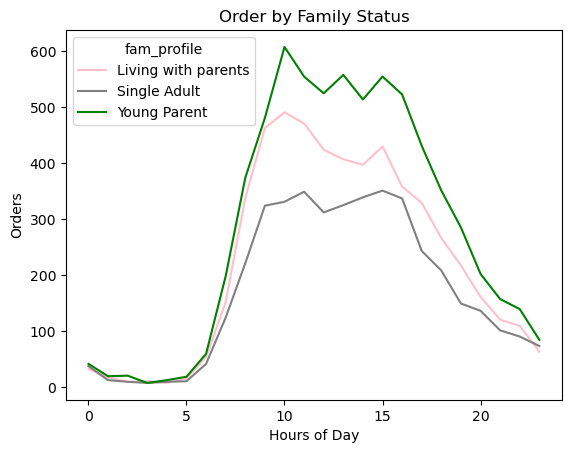 Order by Family Status
fam_profile
Living with parents
Single Adult
Young Parent
Orders
600
500
400
300
200
100
0
0 5 10 15 20
Hours of Day